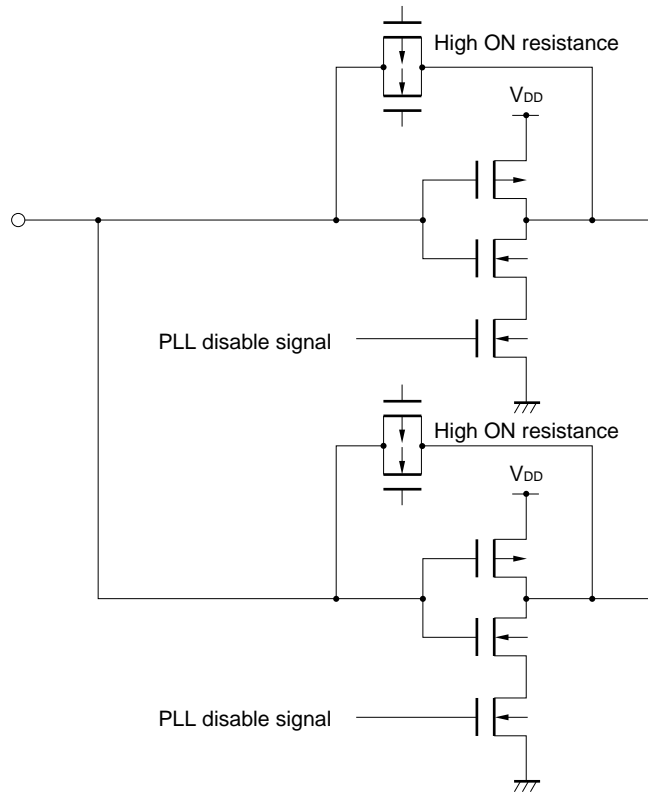 High ON resistance
VDD
PLL disable signal
High ON resistance
VDD
PLL disable signal